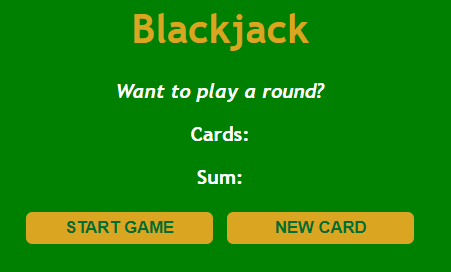 Blackjack
Want to play a round?
Cards:
Sum:
START GAME NEW CARD